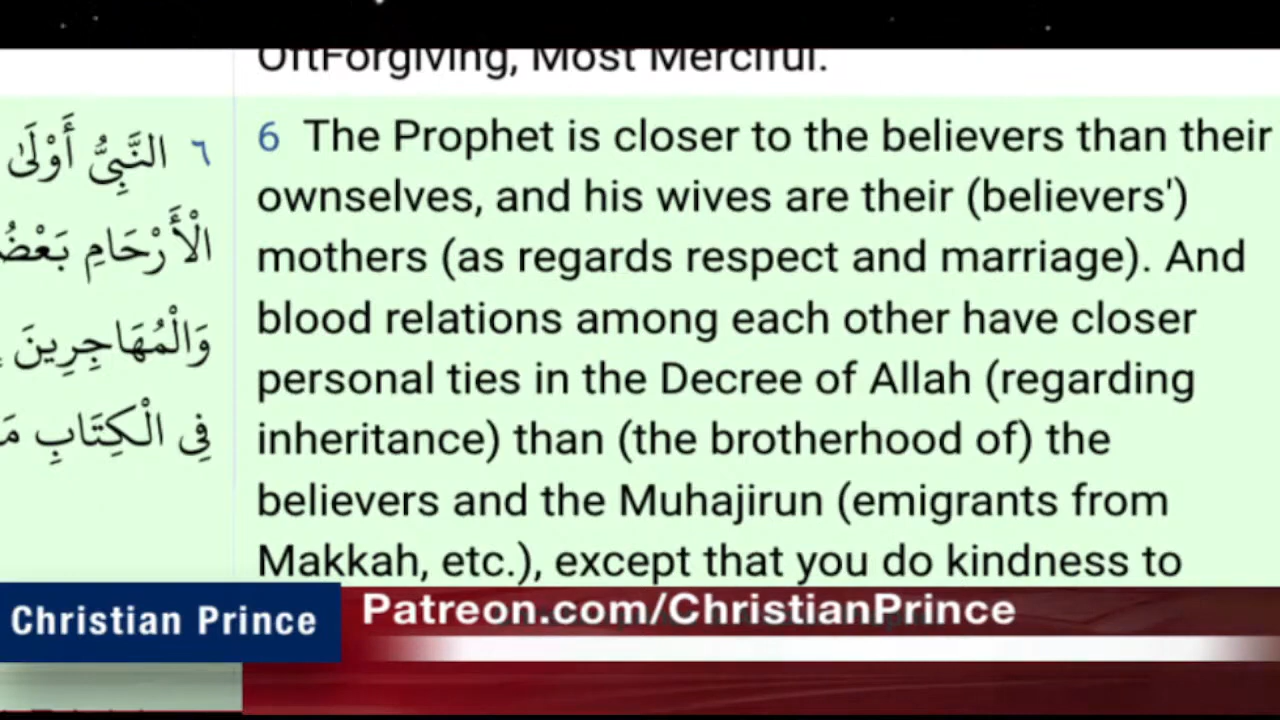 OftForgiving, Most Merciful.
٦ النَّبِيُّ أَوْلَىٰ
6 The Prophet is closer to the believers than their
الْأَرْحَامِ
ownselves, and his wives are their (believers')
mothers (as regards respect and marriage). And
وَالْمُهَاجِرِينَ
blood relations among each other have closer
personal ties in the Decree of Allah (regarding
فِي الْكِتَابِ
inheritance) than (the brotherhood of) the
believers and the Muhajirun (emigrants from
Makkah, etc.), except that you do kindness to
Christian Prince
Patreon.com/ChristianPrince